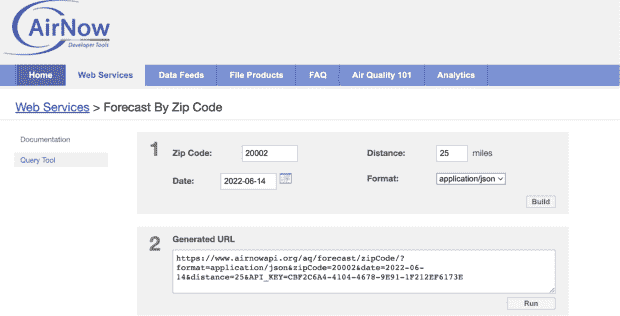 AirNow
Developer Tools
Home Web Services Data Feeds File Products FAQ Air Quality 101 Analytics
Web Services > Forecast By Zip Code
Documentation
Query Tool
1 Zip Code: 20002 Distance: 25 miles
Date: 2022-06-14 Format: application/json
Build
2 Generated URL
https://www.airnowapi.org/aq/forecast/zipCode/?
format=application/json&zipCode=20002&date=2022-06-
14&distance=25&API_KEY=CBF2C6A4-4104-4678-9E91-1F212EF6173E
Run